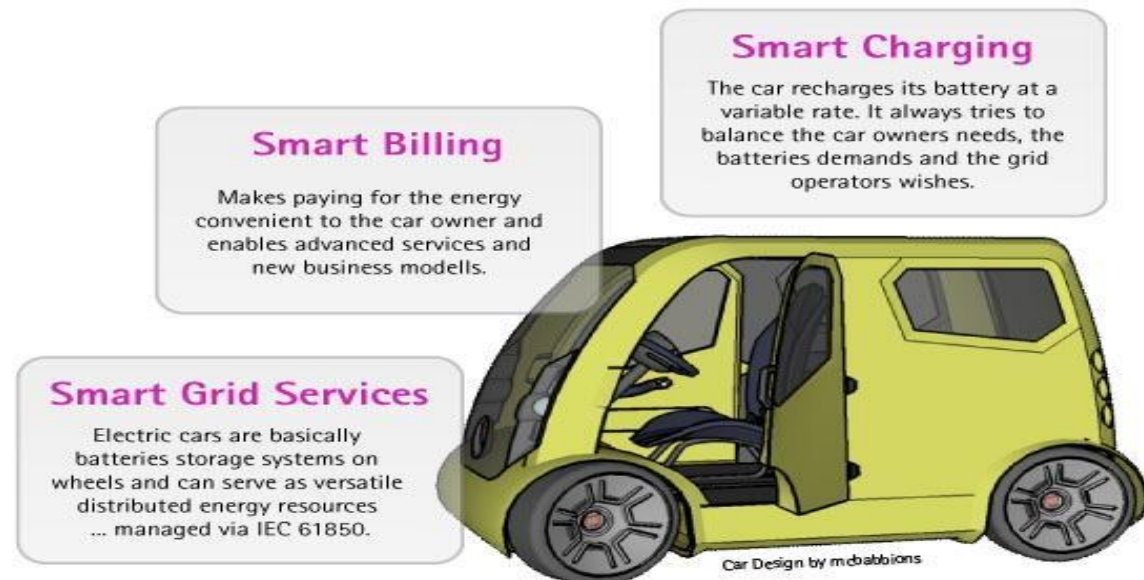 Smart Charging
The car recharges its battery at a
variable rate. It always tries to
balance the car owners needs, the
batteries demands and the grid
operators wishes.
Smart Billing
Makes paying for the energy
convenient to the car owner and
enables advanced services and
new business modells.
Smart Grid Services
Electric cars are basically
batteries storage systems on
wheels and can serve as versatile
distributed energy resources
... managed via IEC 61850.
Car Design by mcbabbions